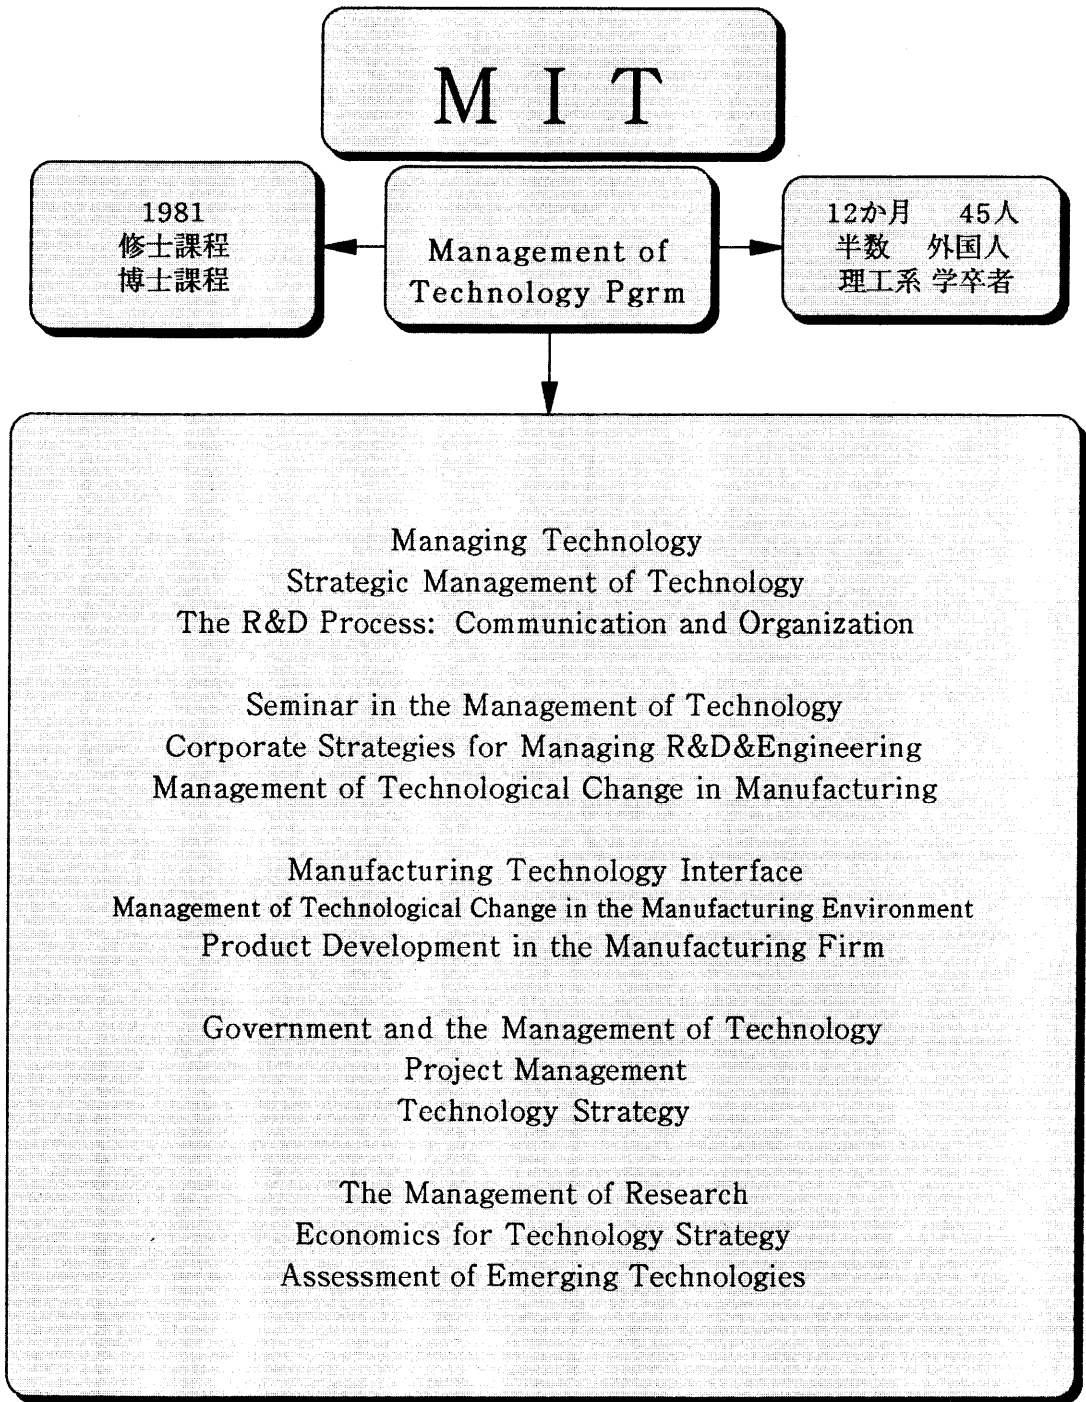 M I T
1981
修士課程
博士課程
Management of
Technology Pgrm
12か月 45人
半数 外国人
理工系 学卒者
Managing Technology
Strategic Management of Technology
The R&D Process: Communication and Organization
Seminar in the Management of Technology
Corporate Strategies for Managing R&D&Engineering
Management of Technological Change in Manufacturing
Manufacturing Technology Interface
Management of Technological Change in the Manufacturing Environment
Product Development in the Manufacturing Firm
Government and the Management of Technology
Project Management
Technology Strategy
The Management of Research
Economics for Technology Strategy
Assessment of Emerging Technologies